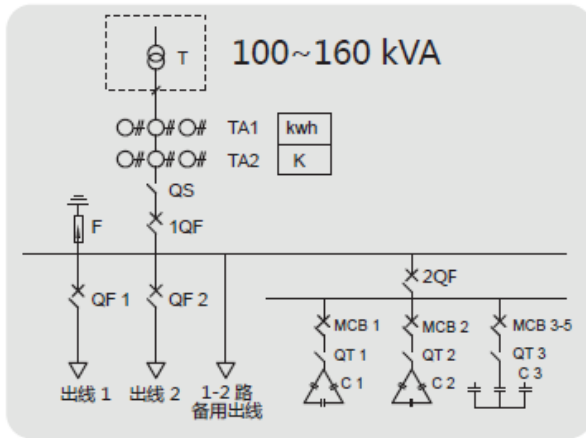 T
100~160 kVA
TA1
kwh
TA2
K
QS
F
1QF
2QF
QF 1
QF 2
MCB 1
MCB 2
MCB 3-5
QT 1
QT 2
QT 3
C 1
C 2
C 3
出线 1
出线 2
1-2 路
备用出线